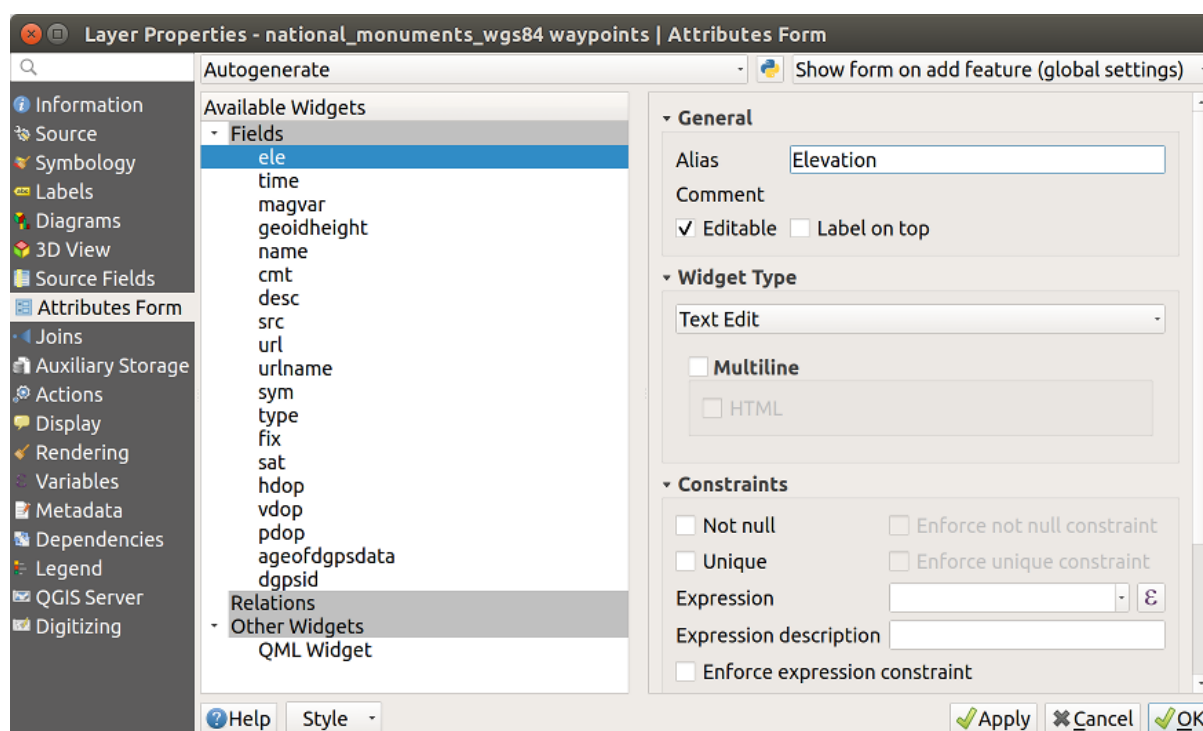 Layer Properties - national_monuments_wgs84 waypoints | Attributes Form
Autogenerate
Show form on add feature (global settings)
Information
Source
Symbology
abc
Labels
Diagrams
3D View
Source Fields
Attributes Form
Joins
Auxiliary Storage
Actions
Display
Rendering
ε Variables
Metadata
Dependencies
Legend
QGIS Server
Digitizing
Available Widgets
Fields
ele
time
magvar
geoidheight
name
cmt
desc
src
url
urlname
sym
type
fix
sat
hdop
vdop
pdop
ageofdgpsdata
dgpsid
Relations
Other Widgets
QML Widget
General
Alias Elevation
Comment
Editable Label on top
Widget Type
Text Edit
Multiline
HTML
Constraints
Not null Enforce not null constraint
Unique Enforce unique constraint
Expression ε
Expression description
Enforce expression constraint
Help Style Apply Cancel OK